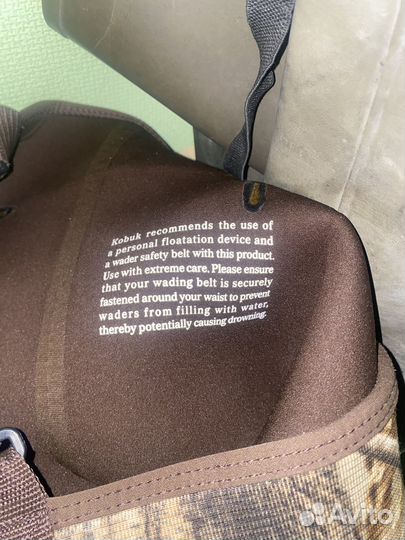 Kobuk recommends the use of
a personal floatation device and
a wader safety belt with this product.
Use with extreme care. Please ensure
that your wading belt is securely
fastened around your waist to prevent
waders from filling with water,
thereby potentially causing drowning.
Avito